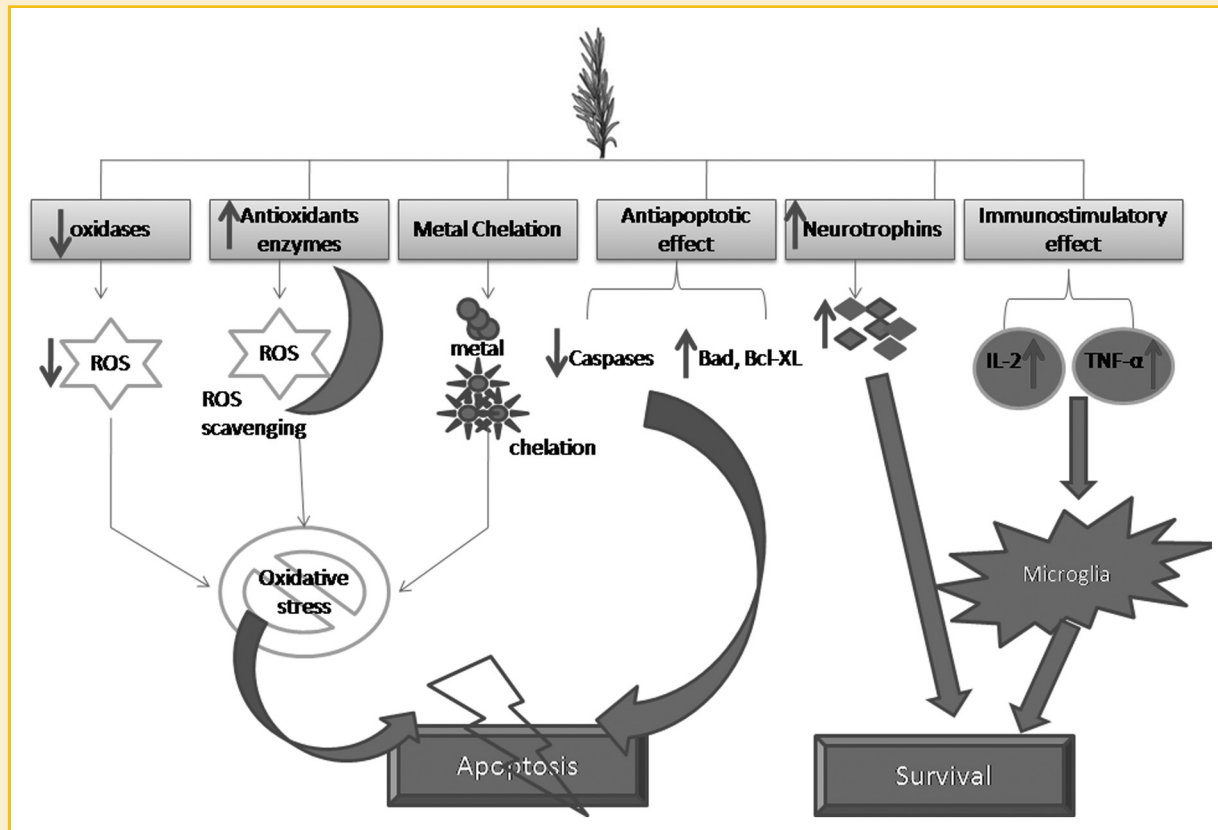 oxidases
Antioxidants
enzymes
Metal Chelation
Antiapoptotic
effect
Neurotrophins
Immunostimulatory
effect
ROS
ROS
ROS
scavenging
metal
chelation
Caspases
Bad, Bcl-XL
IL-2
TNF-α
Oxidative
stress
Microglia
Apoptosis
Survival